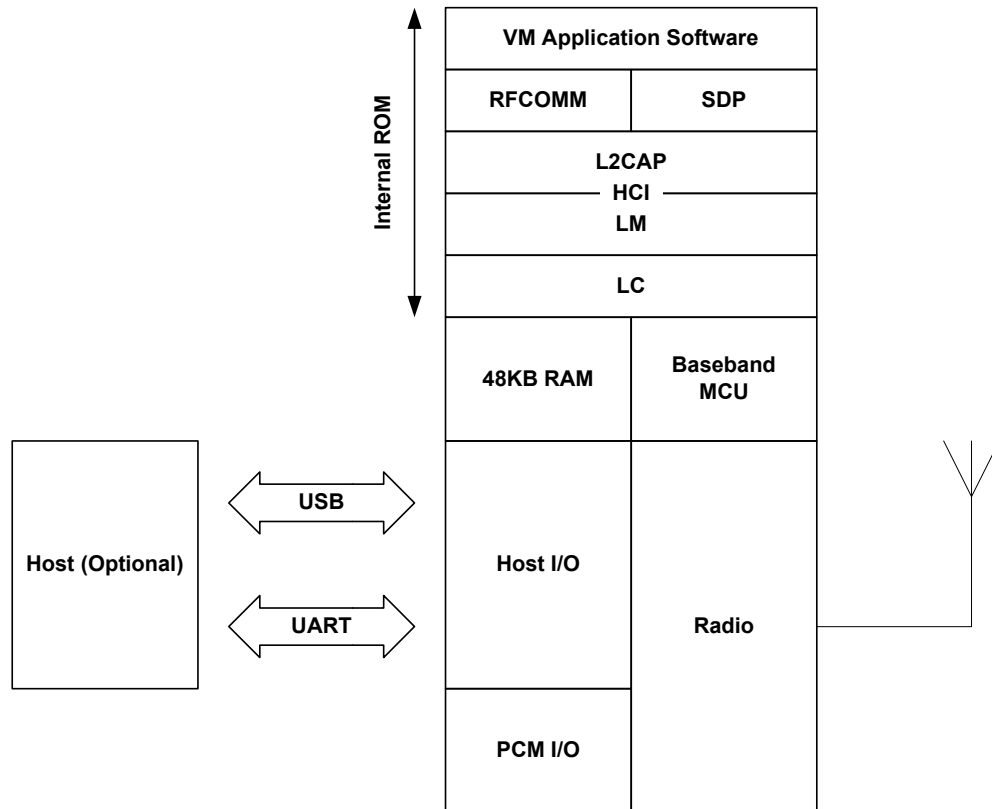 VM Application Software
Internal ROM
RFCOMM
SDP
L2CAP
HCI
LM
LC
48KB RAM
Baseband
MCU
Host (Optional)
USB
UART
Host I/O
Radio
PCM I/O